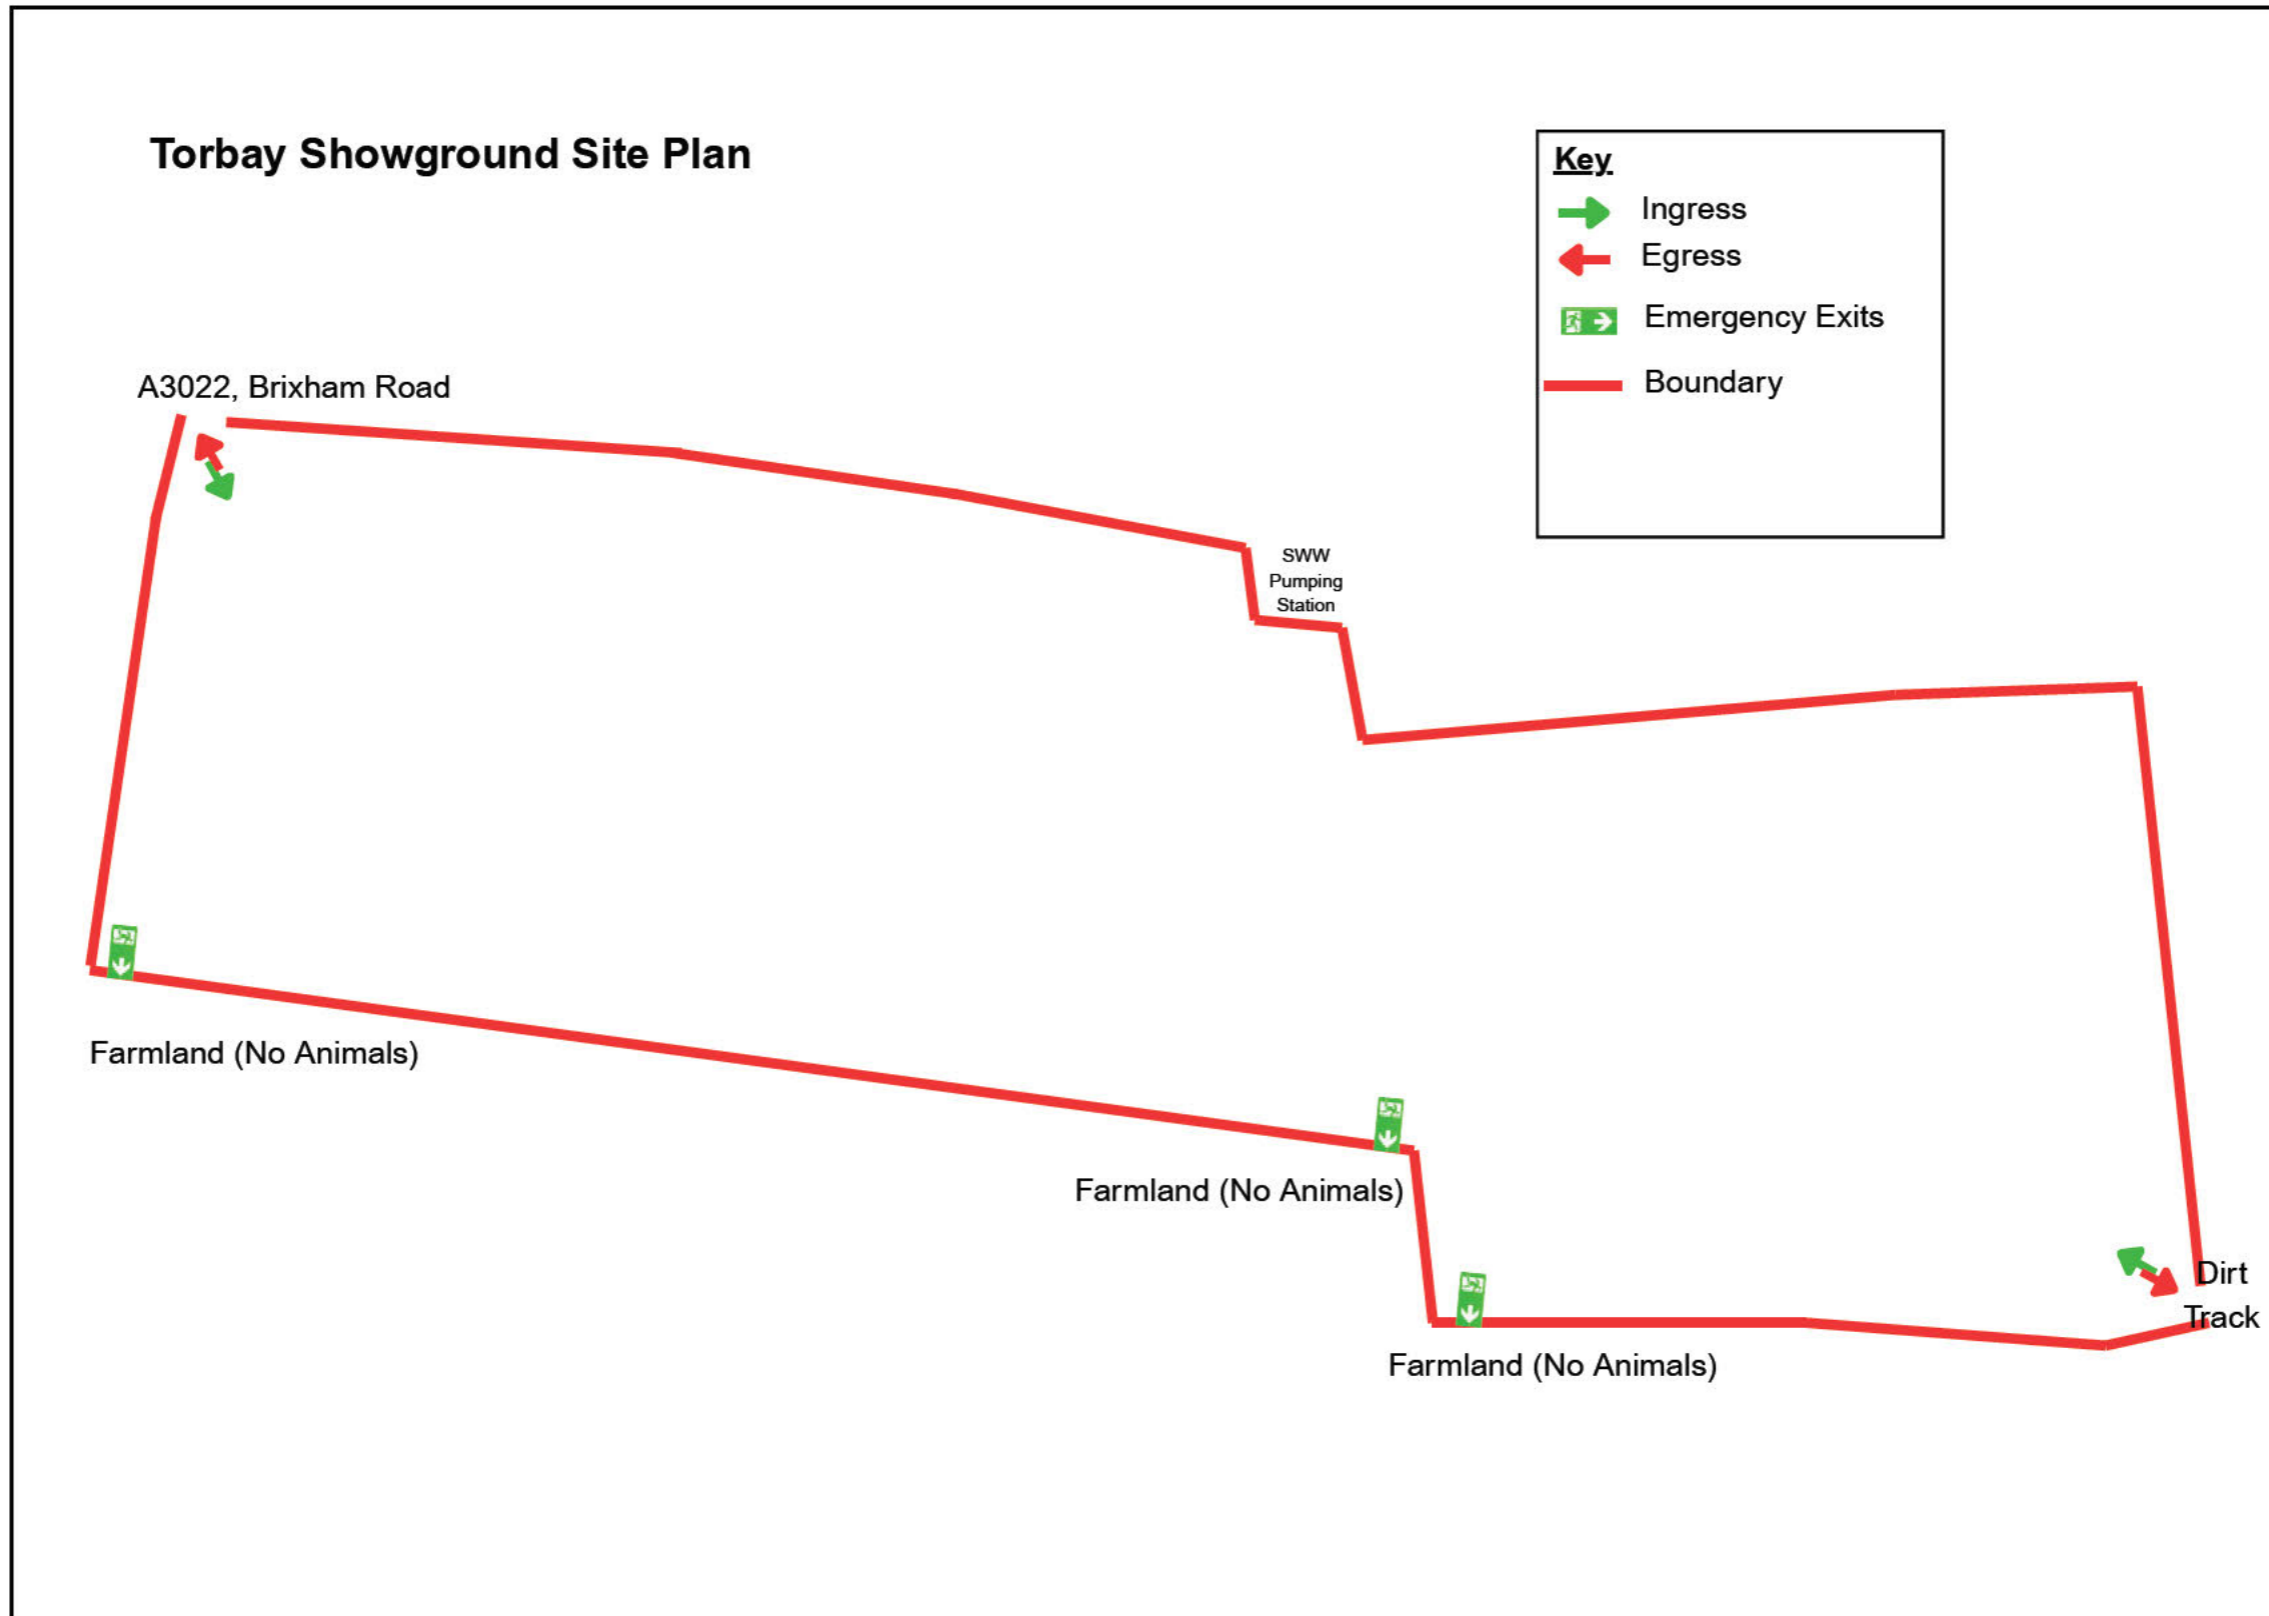 Torbay Showground Site Plan
Key
Ingress
Egress
Emergency Exits
Boundary
A3022, Brixham Road
SWW
Pumping
Station
Farmland (No Animals)
Farmland (No Animals)
Dirt
Track
Farmland (No Animals)